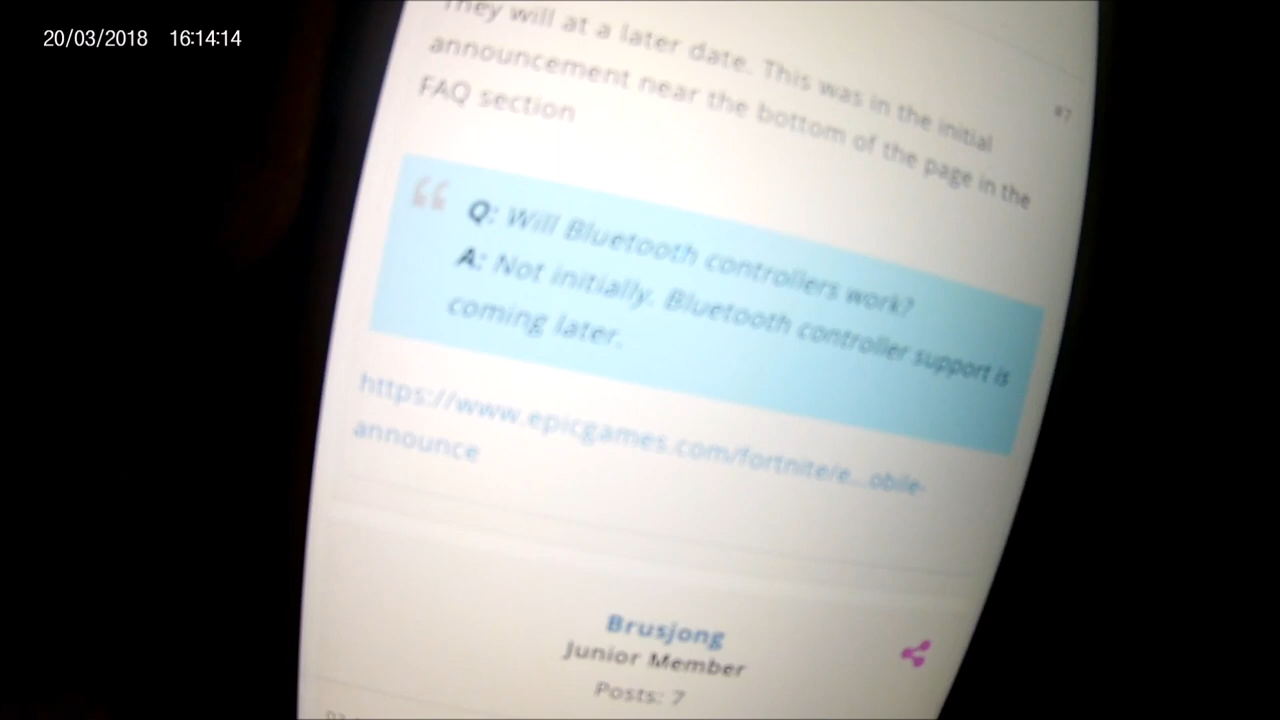 20/03/2018 16:14:14
They will at a later date. This was in the initial
announcement near the bottom of the page in the
FAQ section
#7
“ Q: Will Bluetooth controllers work?
A: Not initially. Bluetooth controller support is
coming later.
https://www.epicgames.com/fortnite/e...obile-
announce
Brusjong
Junior Member
Posts: 7